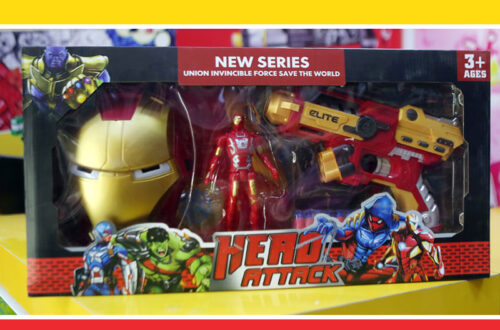 NEW SERIES
UNION INVINCIBLE FORCE SAVE THE WORLD
3+
AGES
ELITE
HERO
ATTACK